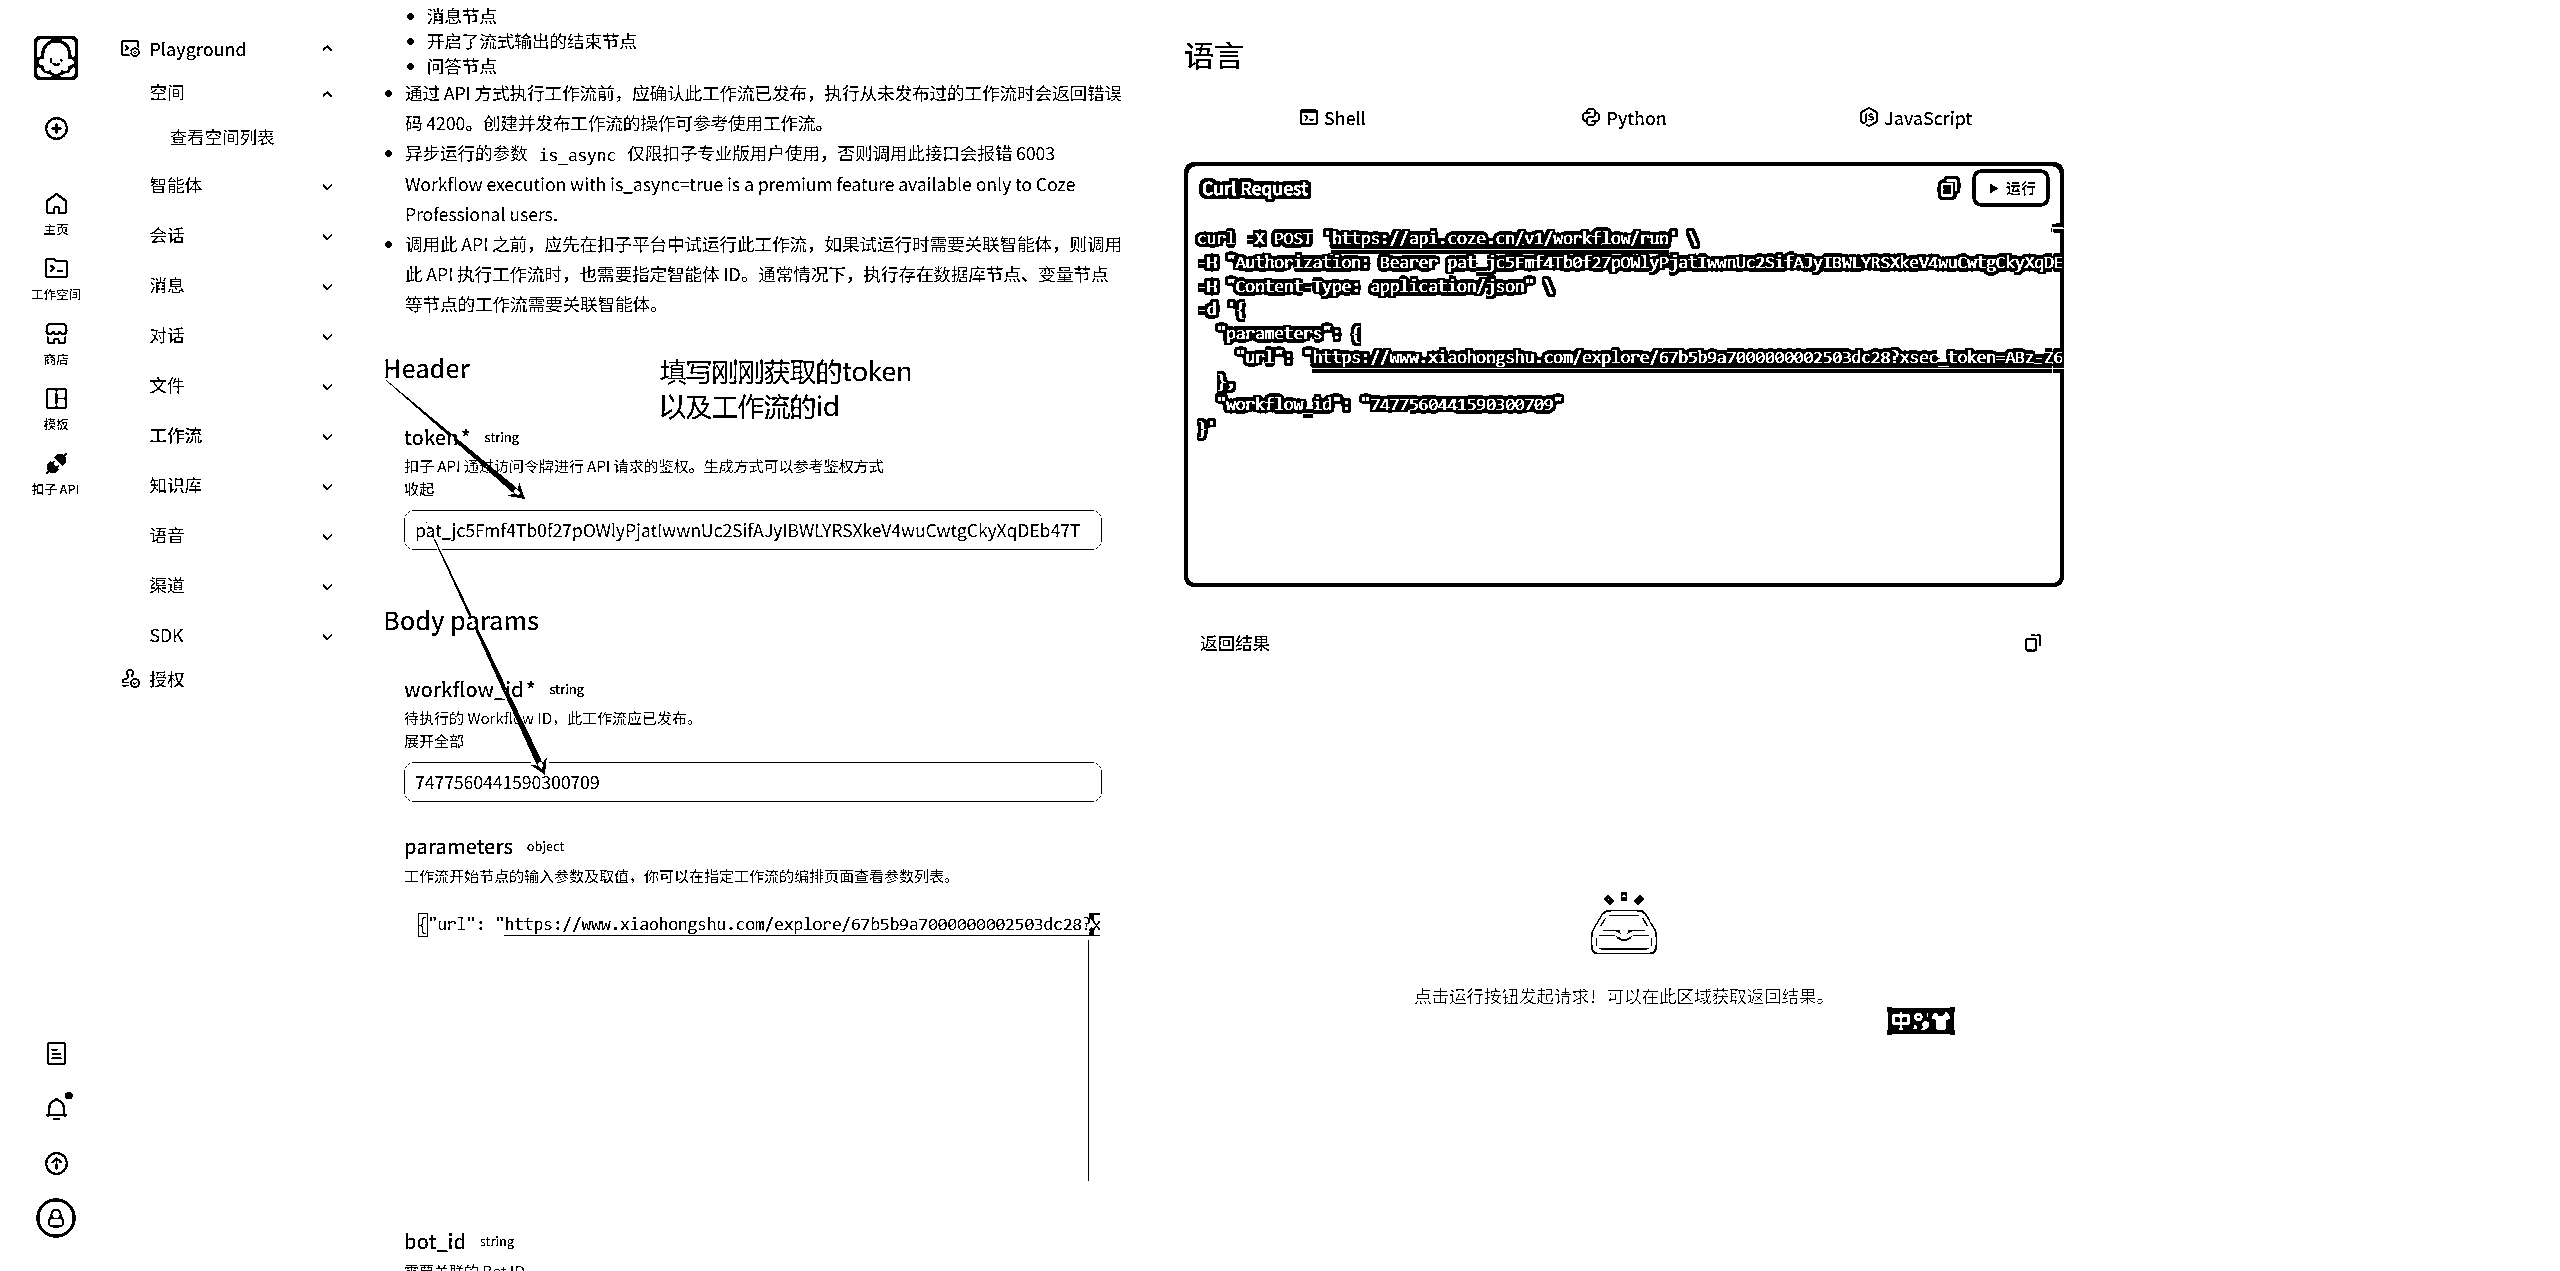 Playground
空间
查看空间列表
智能体
会话
消息
对话
文件
工作流
知识库
语音
渠道
SDK
授权
主页
工作空间
商店
模板
扣子 API
消息节点
开启了流式输出的结束节点
问答节点
通过 API 方式执行工作流前，应确认此工作流已发布，执行从未发布过的工作流时会返回错误
码 4200。创建并发布工作流的操作可参考使用工作流。
异步运行的参数 is_async 仅限扣子专业版用户使用，否则调用此接口会报错 6003
Workflow execution with is_async=true is a premium feature available only to Coze
Professional users.
调用此 API 之前，应先在扣子平台中试运行此工作流，如果试运行时需要关联智能体，则调用
此 API 执行工作流时，也需要指定智能体 ID。通常情况下，执行存在数据库节点、变量节点
等节点的工作流需要关联智能体。
Header
填写刚刚获取的token
以及工作流的id
token* string
扣子 API 通过访问令牌进行 API 请求的鉴权。生成方式可以参考鉴权方式
收起
pat_jc5Fmf4Tb0f27pOWlyPjatIwwnUc2SifAJyIBWLYRSXkeV4wuCwtgCkyXqDEb47T
Body params
workflow_id* string
待执行的 Workflow ID，此工作流应已发布。
展开全部
7477560441590300709
parameters object
工作流开始节点的输入参数及取值，你可以在指定工作流的编排页面查看参数列表。
{"url": "https://www.xiaohongshu.com/explore/67b5b9a7000000002503dc28?x
bot_id string
需要关联的 Bot ID
语言
Shell
Python
JavaScript
Curl Request
运行
curl -X POST 'https://api.coze.cn/v1/workflow/run' \
-H "Authorization: Bearer pat_jc5Fmf4Tb0f27pOWlyPjatIwwnUc2SifAJyIBWLYRSXkeV4wuCwtgCkyXqDE
-H "Content-Type: application/json" \
-d '{
"parameters": {
"url": "https://www.xiaohongshu.com/explore/67b5b9a7000000002503dc28?xsec_token=ABz-Z6
},
"workflow_id": "7477560441590300709"
}'
返回结果
点击运行按钮发起请求！可以在此区域获取返回结果。
中